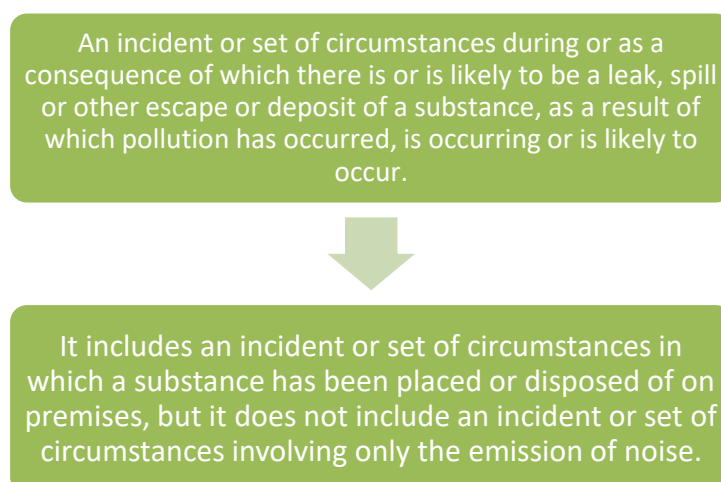 An incident or set of circumstances during or as a
consequence of which there is or is likely to be a leak, spill
or other escape or deposit of a substance, as a result of
which pollution has occurred, is occurring or is likely to
occur.
It includes an incident or set of circumstances in
which a substance has been placed or disposed of on
premises, but it does not include an incident or set of
circumstances involving only the emission of noise.